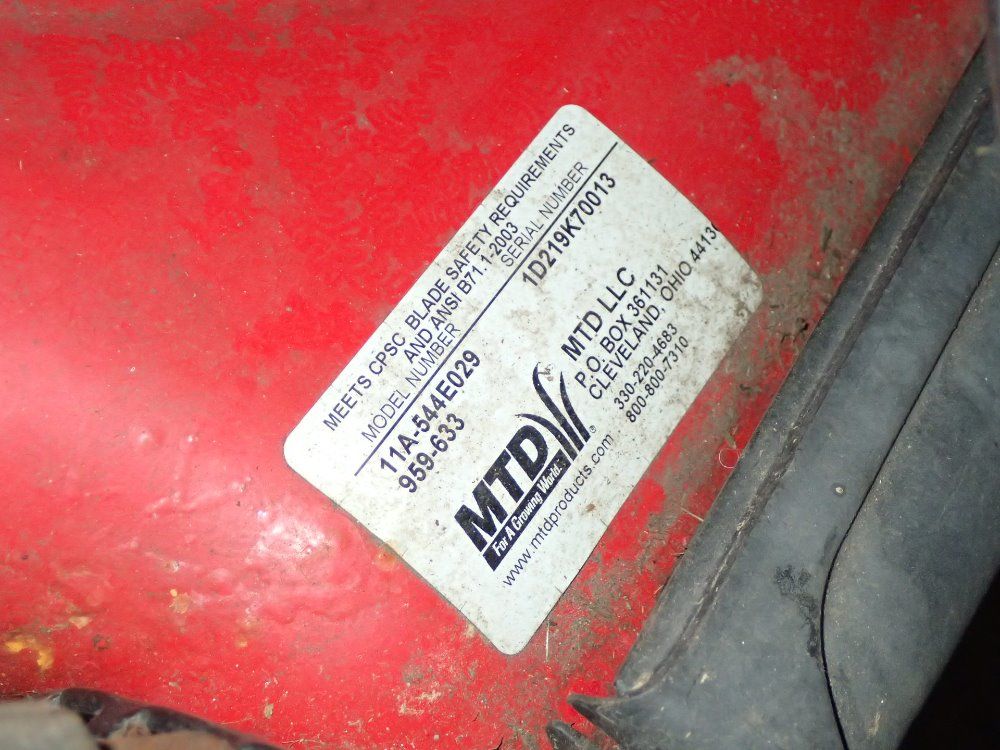 MEETS CPSC BLADE SAFETY REQUIREMENTS
AND ANSI B71.1-2003
MODEL NUMBER SERIAL NUMBER
11A-544E029 1D219K70013
959-633
MTD
For A Growing World.®
www.mtdproducts.com
MTD LLC
P.O. BOX 361131
CLEVELAND, OHIO 44136
330-220-4683
800-800-7310